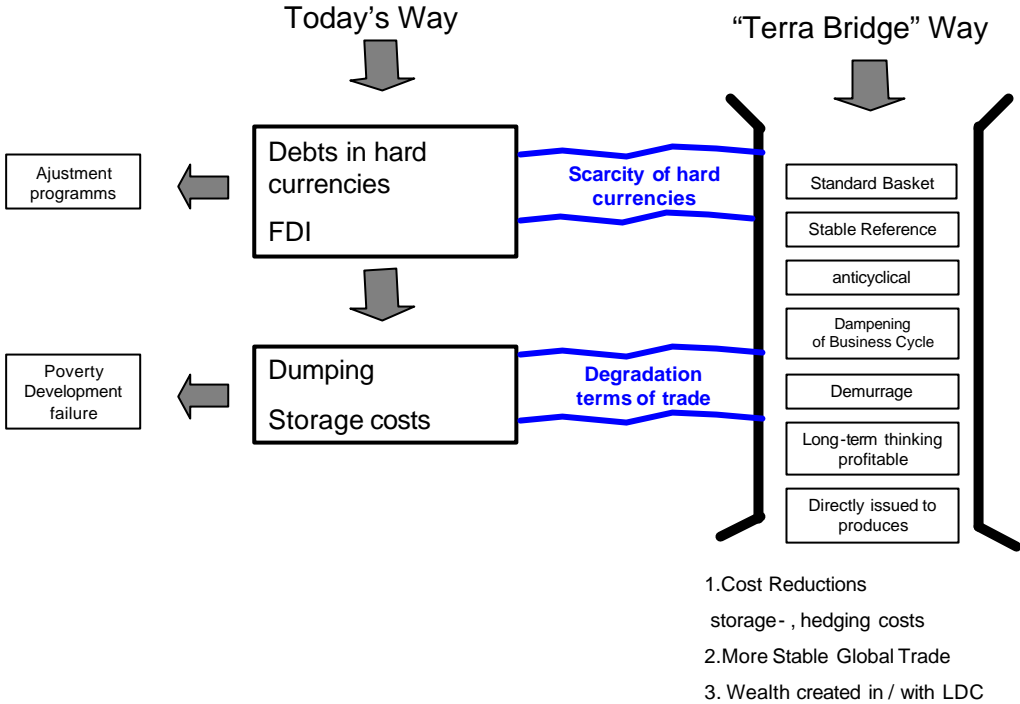 Today's Way
"Terra Bridge" Way
Debts in hard
currencies
FDI
Ajustment
programms
Scarcity of hard
currencies
Dumping
Storage costs
Poverty
Development
failure
Degradation
terms of trade
Standard Basket
Stable Reference
anticyclical
Dampening
of Business Cycle
Demurrage
Long-term thinking
profitable
Directly issued to
produces
1.Cost Reductions
storage- , hedging costs
2.More Stable Global Trade
3. Wealth created in / with LDC